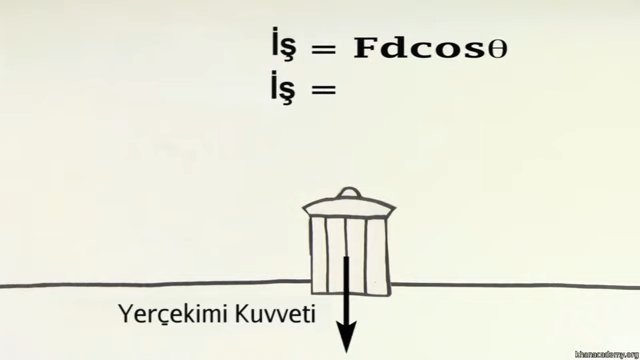 İş = Fdcosθ
İş =
Yerçekimi Kuvveti
khanacademy.org